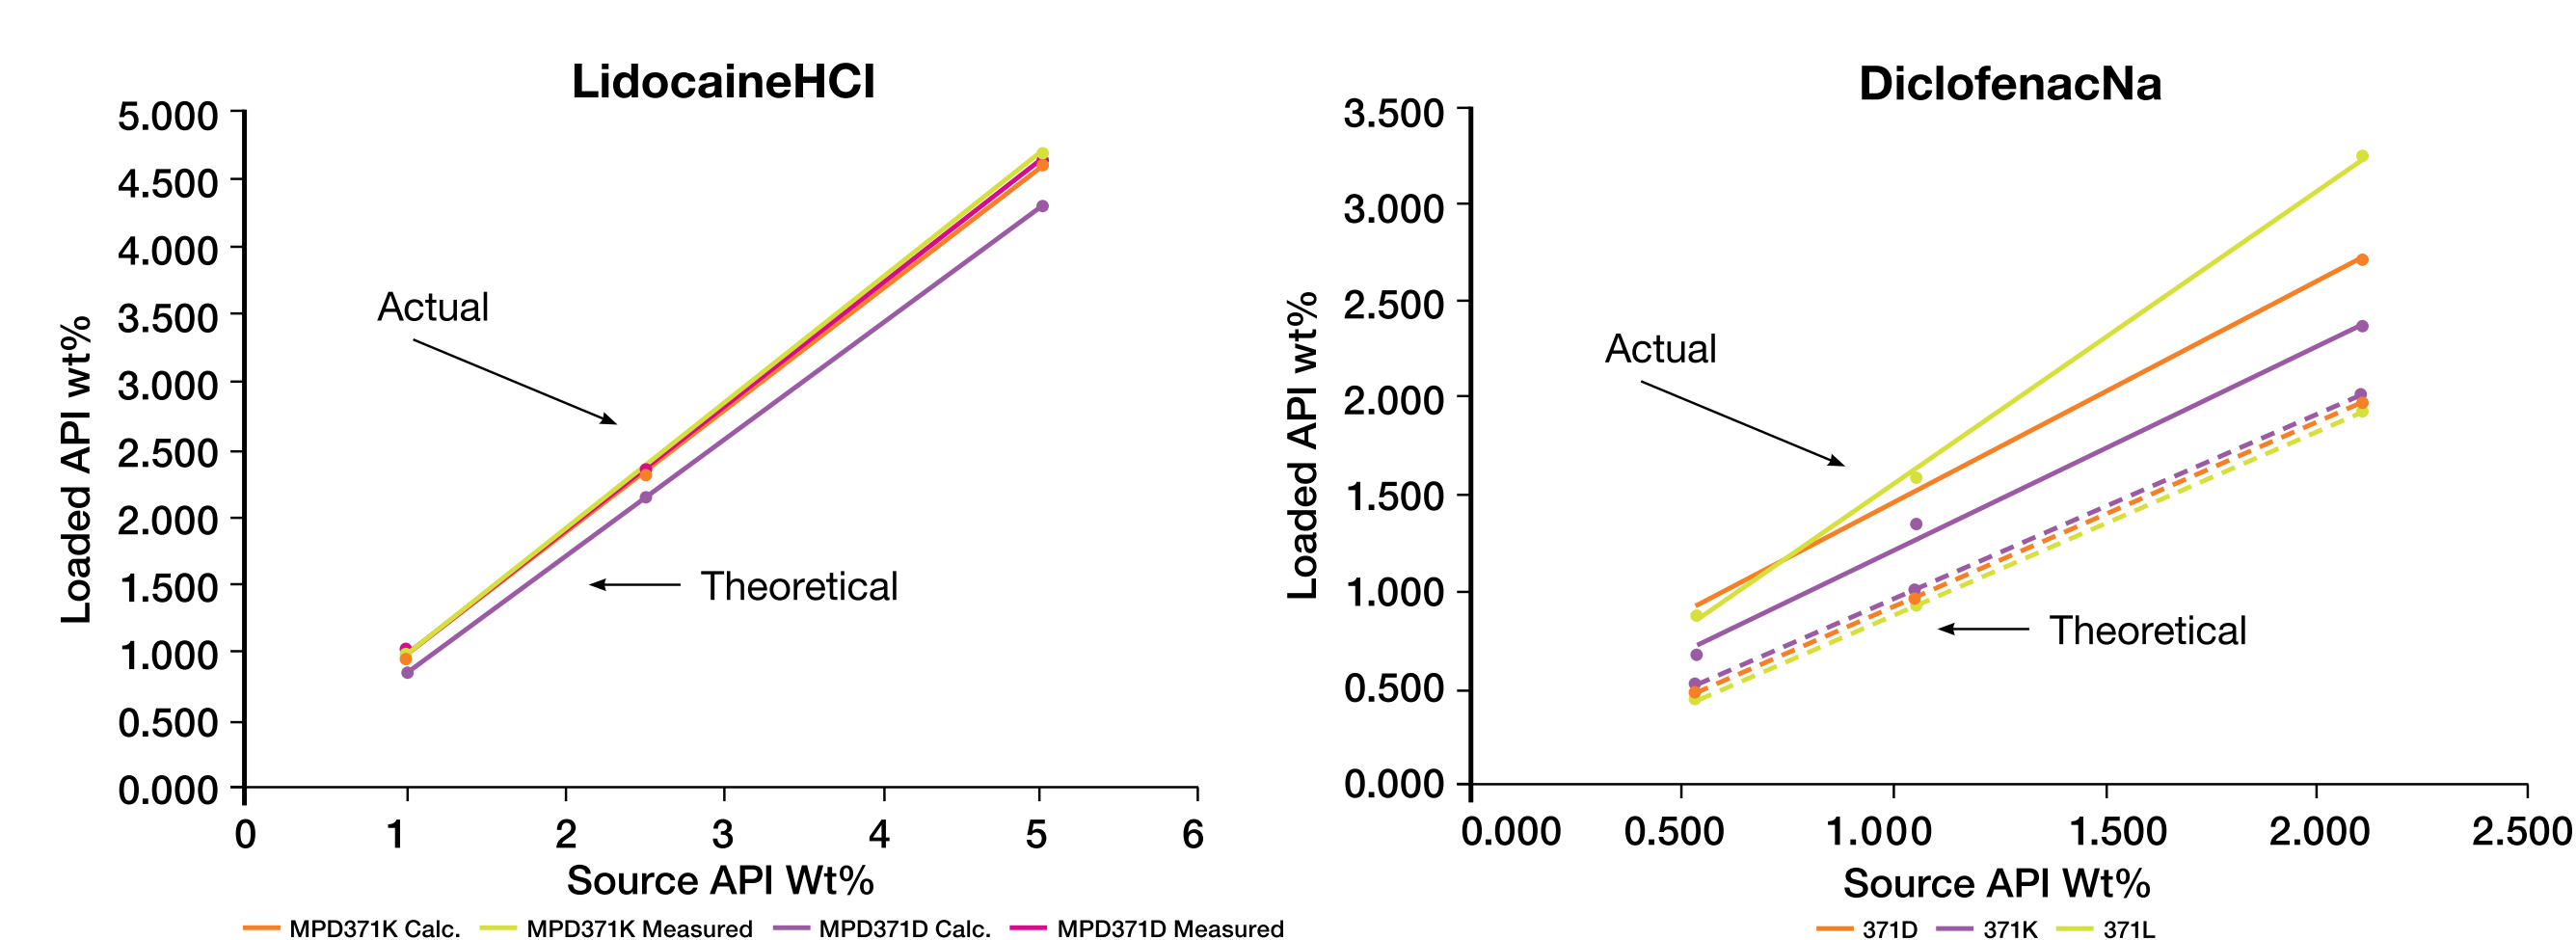 LidocaineHCl
5.000
4.500
4.000
3.500
3.000
2.500
2.000
1.500
1.000
0.500
0.000
Loaded API wt%
Actual
Theoretical
0 1 2 3 4 5 6
Source API Wt%
MPD371K Calc. MPD371K Measured MPD371D Calc. MPD371D Measured
DiclofenacNa
3.500
3.000
2.500
2.000
1.500
1.000
0.500
0.000
Loaded API wt%
Actual
Theoretical
0.000 0.500 1.000 1.500 2.000 2.500
Source API Wt%
371D 371K 371L